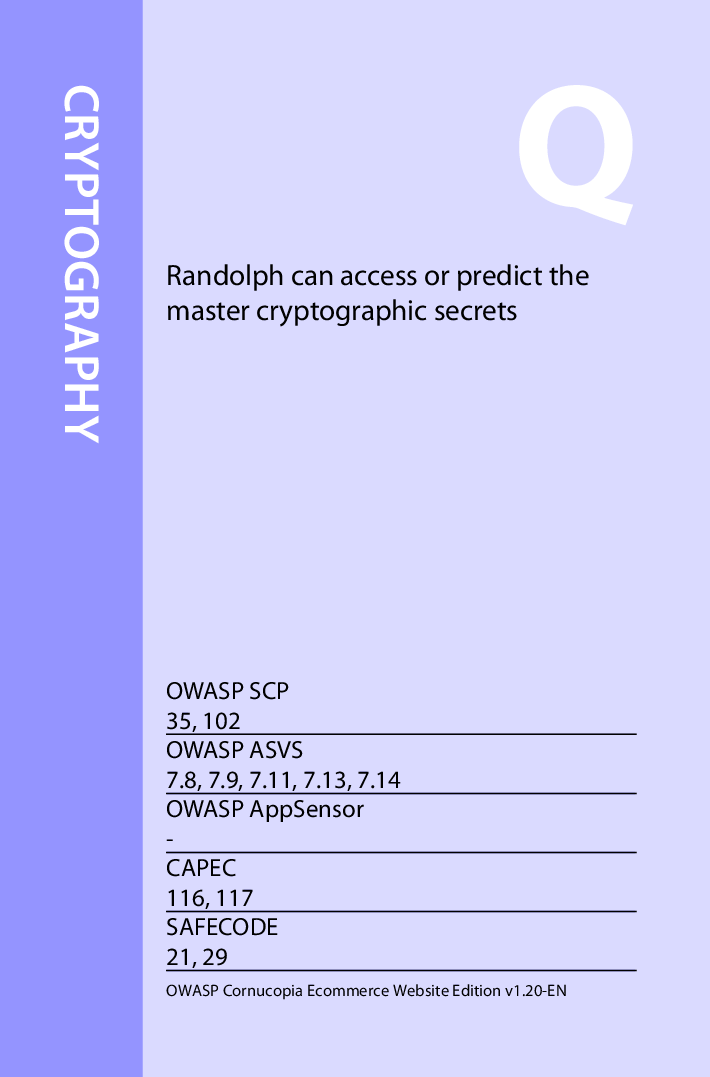 CRYPTOGRAPHY
Q
Randolph can access or predict the
master cryptographic secrets
OWASP SCP
35, 102
OWASP ASVS
7.8, 7.9, 7.11, 7.13, 7.14
OWASP AppSensor
-
CAPEC
116, 117
SAFECODE
21, 29
OWASP Cornucopia Ecommerce Website Edition v1.20-EN